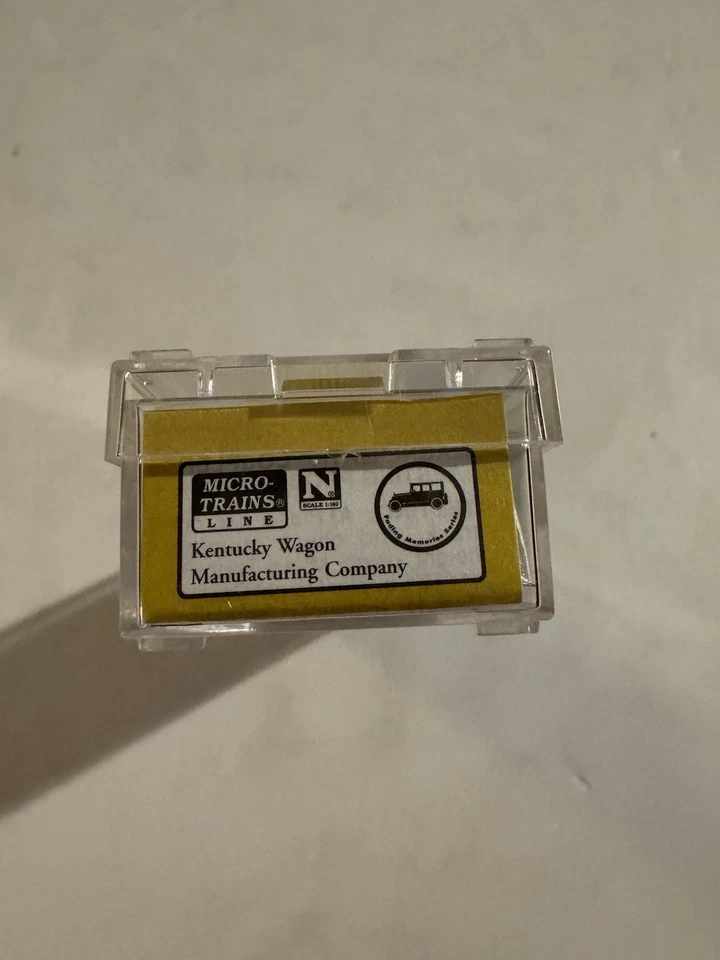 MICRO-
TRAINS®
LINE
N®
SCALE 1:160
Kentucky Wagon
Manufacturing Company
Fading Memories Series